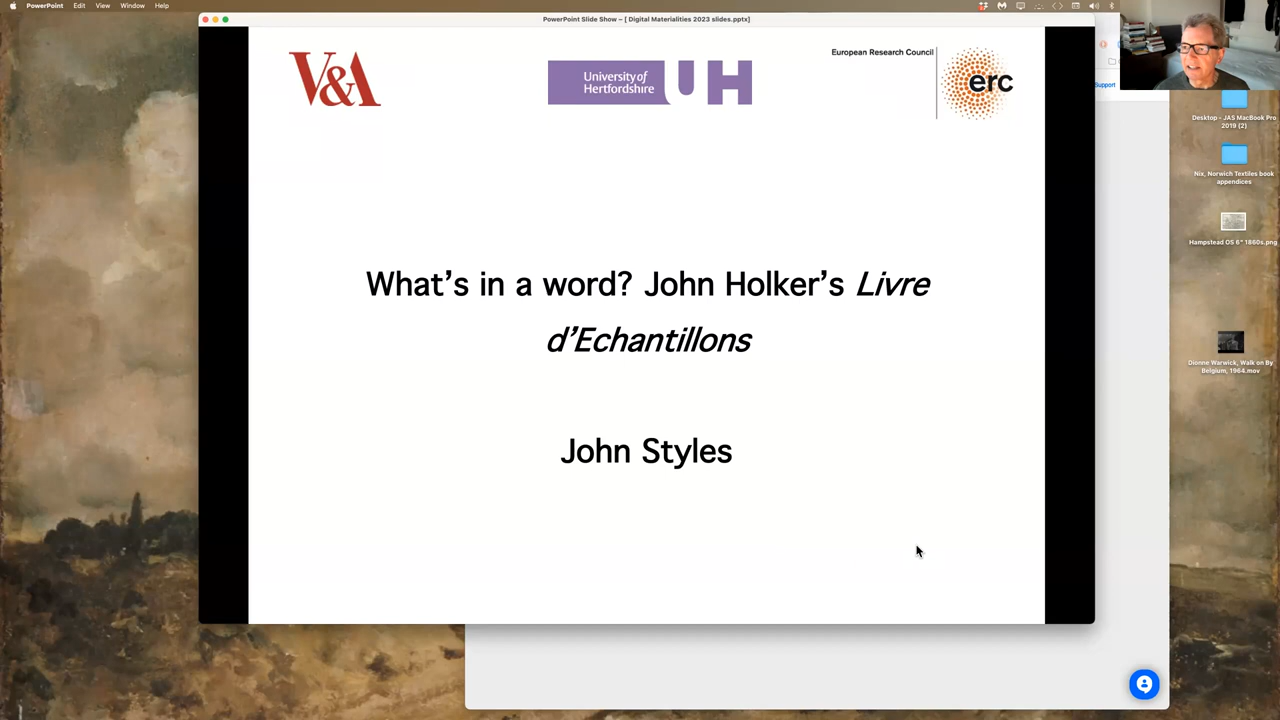 PowerPoint Edit View Window Help
PowerPoint Slide Show – [ Digital Materialities 2023 slides.pptx]
V&A
University of
Hertfordshire
UH
European Research Council
erc
Support
What's in a word? John Holker's Livre
d'Echantillons
John Styles
Desktop - JAS MacBook Pro
2019 (2)
Nix, Norwich Textiles book
appendices
Hampstead OS 6" 1860s.png
Dionne Warwick, Walk on By
Belgium, 1964.mov